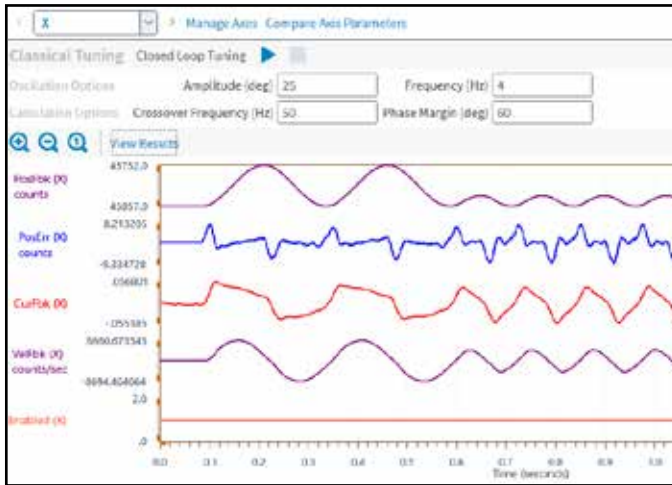 X Manage Axes Compare Axis Parameters
Classical Tuning Closed Loop Tuning
Oscillation Options Amplitude (deg) 25 Frequency (Hz) 4
Calculation Options Crossover Frequency (Hz) 50 Phase Margin (deg) 60
View Results
PosFbk (X)
counts
PosErr (X)
counts
CurFbk (X)
VelFbk (X)
counts/sec
Enabled (X)
2.0
.0
0.0 0.1 0.2 0.3 0.4 0.5 0.6 0.7 0.8 0.9 1.0
Time (seconds)